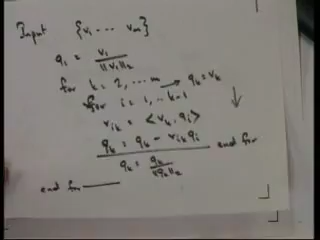 Input {v₁ ... vₘ}
q₁ = v₁ / ‖v₁‖₂
for k = 2, ... m → qₖ = vₖ
for i = 1, .. k-1
rᵢₖ = < vₖ, qᵢ >
qₖ = qₖ - rᵢₖ qᵢ end for
qₖ = qₖ / ‖qₖ‖₂
end for